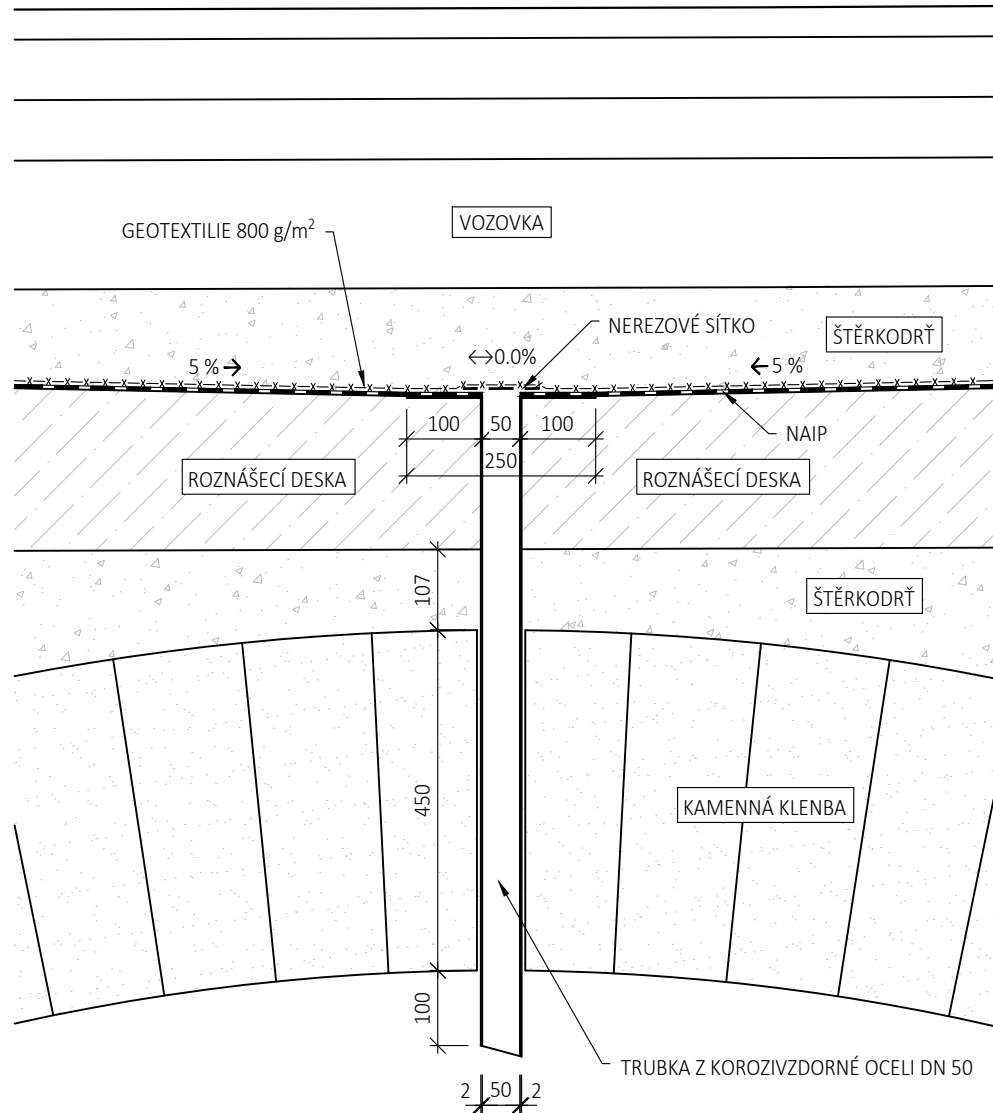 VOZOVKA
GEOTEXTILIE 800 g/m²
NEREZOVÉ SÍTKO
ŠTĚRKODRŤ
5 % →
↔0.0%
←5 %
100 50 100
NAIP
250
ROZNÁŠECÍ DESKA
ROZNÁŠECÍ DESKA
107
ŠTĚRKODRŤ
450
KAMENNÁ KLENBA
100
TRUBKA Z KOROZIVZDORNÉ OCELI DN 50
2 50 2